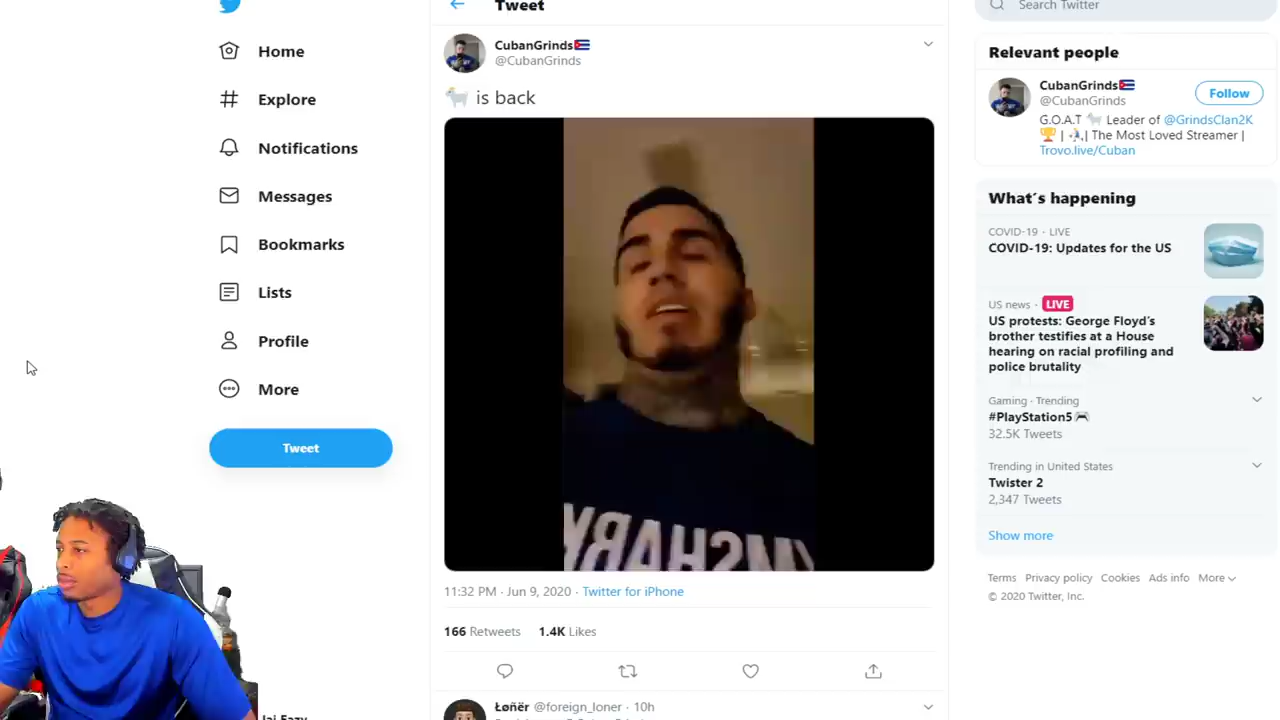 Home
Explore
Notifications
Messages
Bookmarks
Lists
Profile
More
Tweet
Tweet
CubanGrinds
@CubanGrinds
is back
11:32 PM · Jun 9, 2020 · Twitter for iPhone
166 Retweets 1.4K Likes
Łøñër @foreign_loner · 10h
Search Twitter
Relevant people
CubanGrinds
@CubanGrinds
Follow
G.O.A.T 🐐 Leader of @GrindsClan2K
🏆 | | The Most Loved Streamer |
Trovo.live/Cuban
What's happening
COVID-19 · LIVE
COVID-19: Updates for the US
US news · LIVE
US protests: George Floyd's
brother testifies at a House
hearing on racial profiling and
police brutality
Gaming · Trending
#PlayStation5🎮
32.5K Tweets
Trending in United States
Twister 2
2,347 Tweets
Show more
Terms Privacy policy Cookies Ads info More
© 2020 Twitter, Inc.